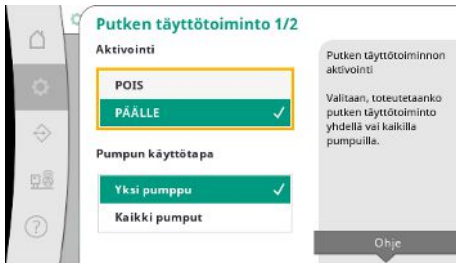 Putken täyttötoiminto 1/2
Aktivointi
POIS
PÄÄLLE
Pumpun käyttötapa
Yksi pumppu
Kaikki pumput
Putken täyttötoiminnon
aktivointi
Valitaan, toteutetaanko
putken täyttötoiminto
yhdellä vai kaikilla
pumpuilla.
Ohje